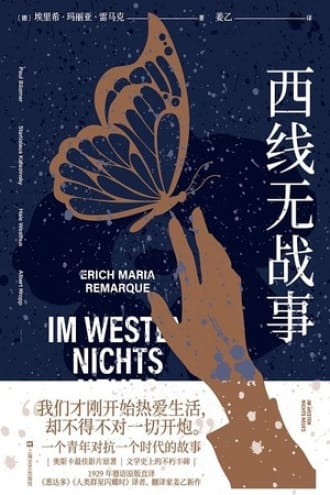 [德] 埃里希·玛丽亚·雷马克 著 姜乙 译
西线无战事
Paul Bäumer
Stanislaus Katczinsky
Haie Westhus
Albert Kropp
ERICH MARIA
REMARQUE
IM WESTEN
NICHTS
“我们才刚开始热爱生活,
却不得不对一切开炮。”
一个青年对抗一个时代的故事
奥斯卡最佳影片原著 | 文学史上的不朽丰碑
1929年德语原版直译
《悉达多》《人类群星闪耀时》译者、翻译家姜乙新作
IM WESTEN
NICHTS NEUES